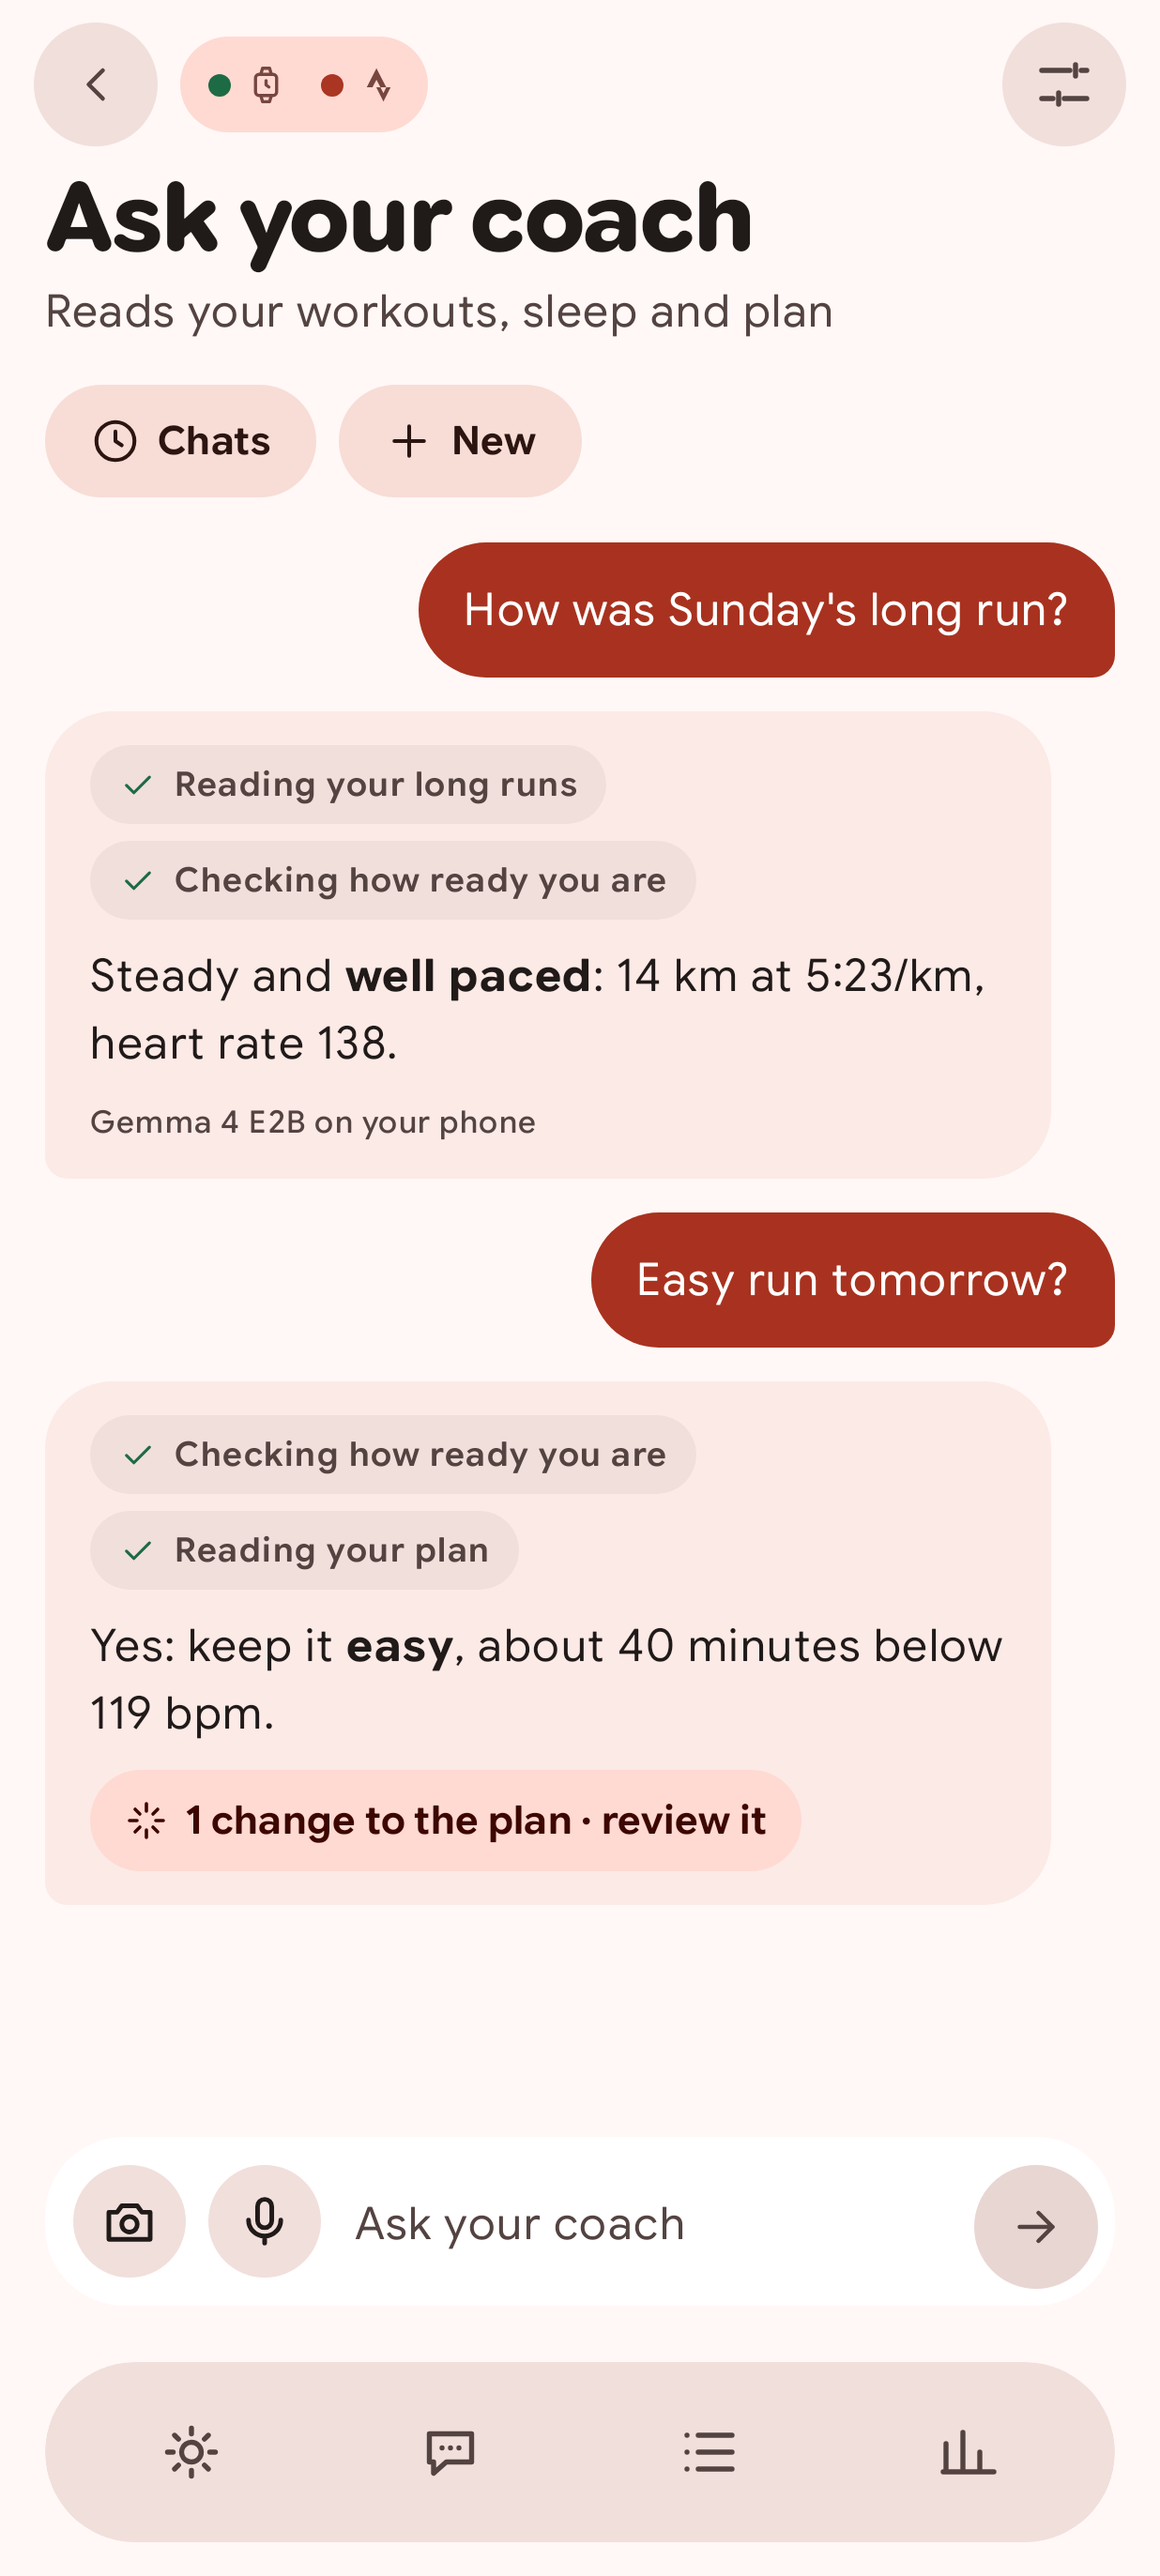 Ask your coach
Reads your workouts, sleep and plan
Chats
New
How was Sunday's long run?
Reading your long runs
Checking how ready you are
Steady and well paced: 14 km at 5:23/km,
heart rate 138.
Gemma 4 E2B on your phone
Easy run tomorrow?
Checking how ready you are
Reading your plan
Yes: keep it easy, about 40 minutes below
119 bpm.
1 change to the plan · review it
Ask your coach